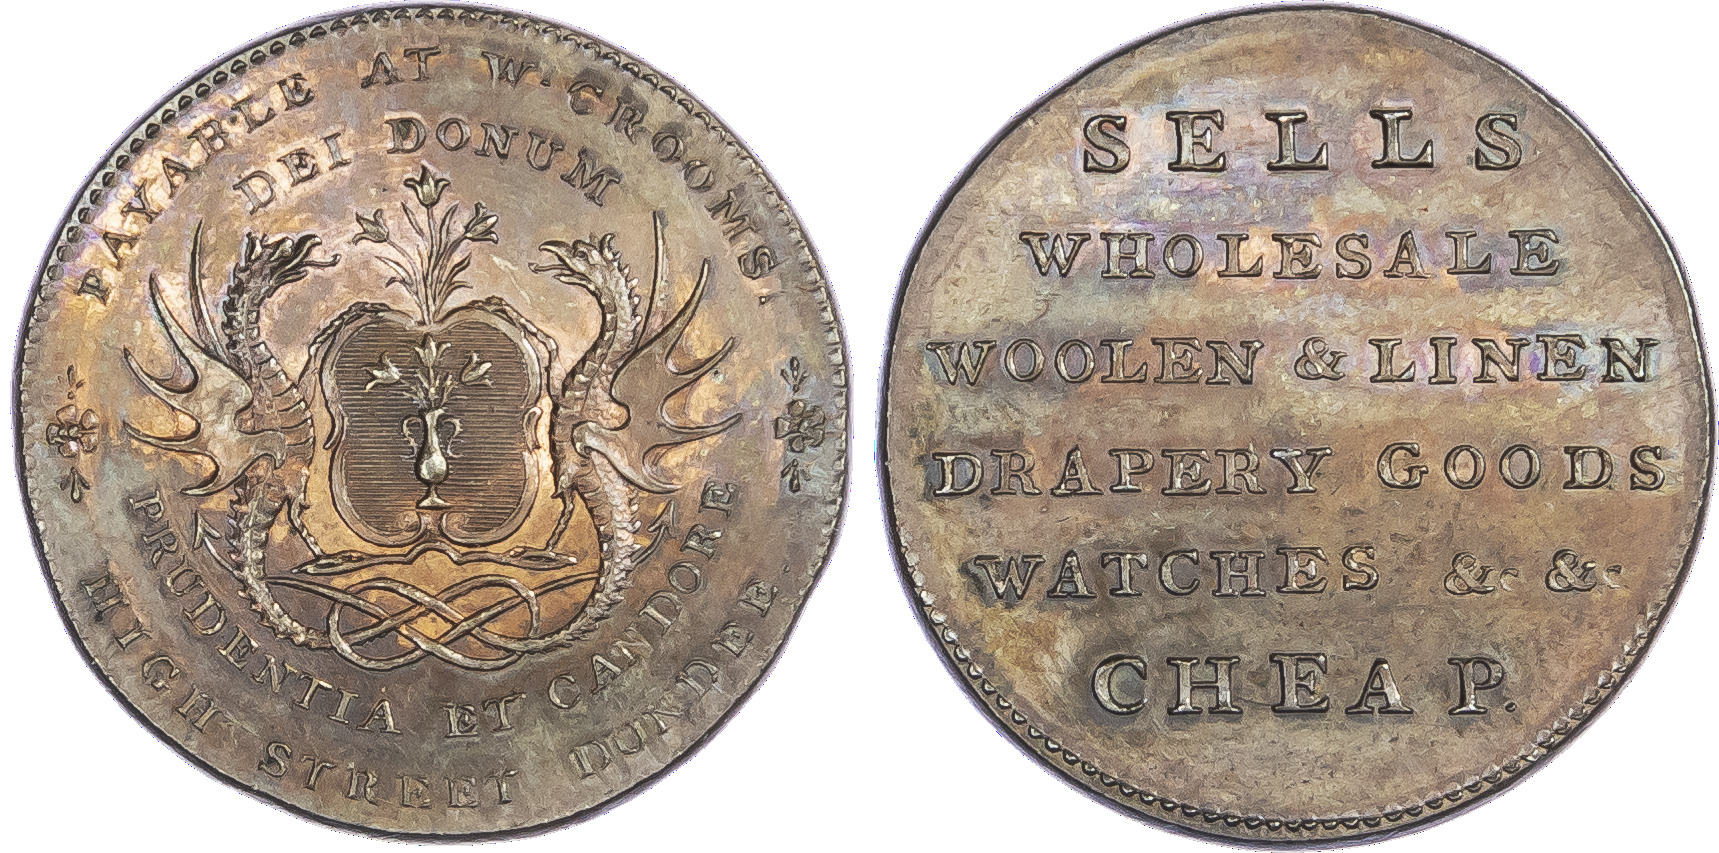 PAYABLE AT W. CROOMS.
DEI DONUM
PRUDENTIA ET CANDORE
HIGH STREET DUNDEE.
SELLS
WHOLESALE
WOOLEN & LINEN
DRAPERY GOODS
WATCHES &c &c
CHEAP.